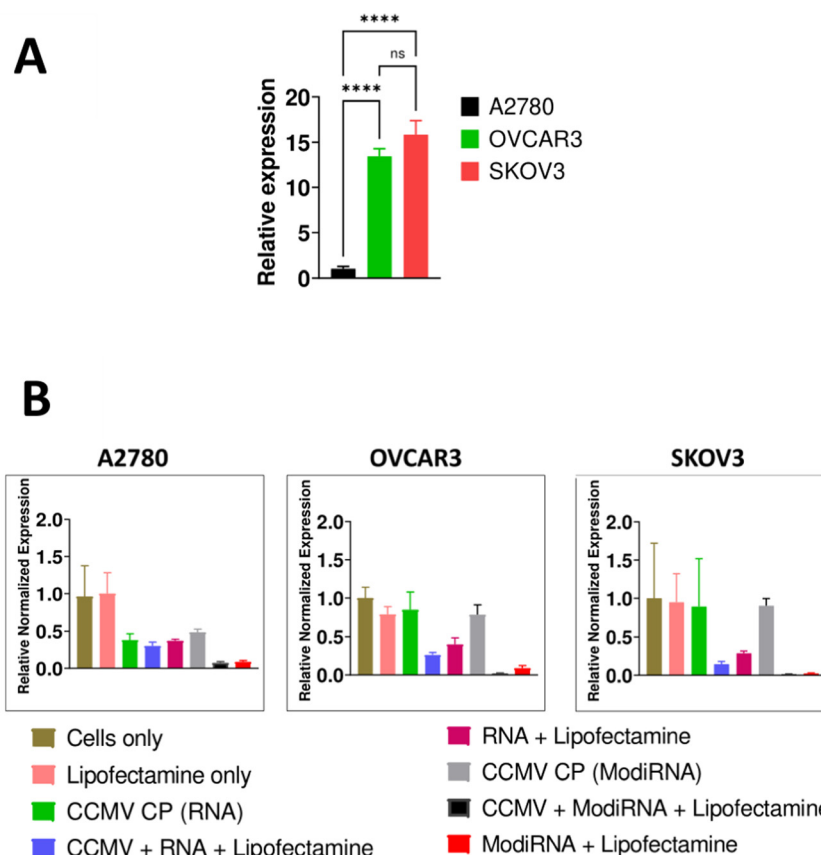 A
****
ns
****
Relative expression
20
15
10
5
0
A2780
OVCAR3
SKOV3
B
A2780
OVCAR3
SKOV3
Relative Normalized Expression
2.0
1.5
1.0
0.5
0.0
Relative Normalized Expression
2.0
1.5
1.0
0.5
0.0
Relative Normalized Expression
2.0
1.5
1.0
0.5
0.0
Cells only
Lipofectamine only
CCMV CP (RNA)
CCMV + RNA + Lipofectamine
RNA + Lipofectamine
CCMV CP (ModiRNA)
CCMV + ModiRNA + Lipofectamine
ModiRNA + Lipofectamine